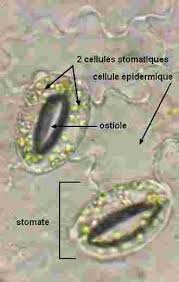 2 cellules stomatiques
cellule épidermique
ostiole
stomate